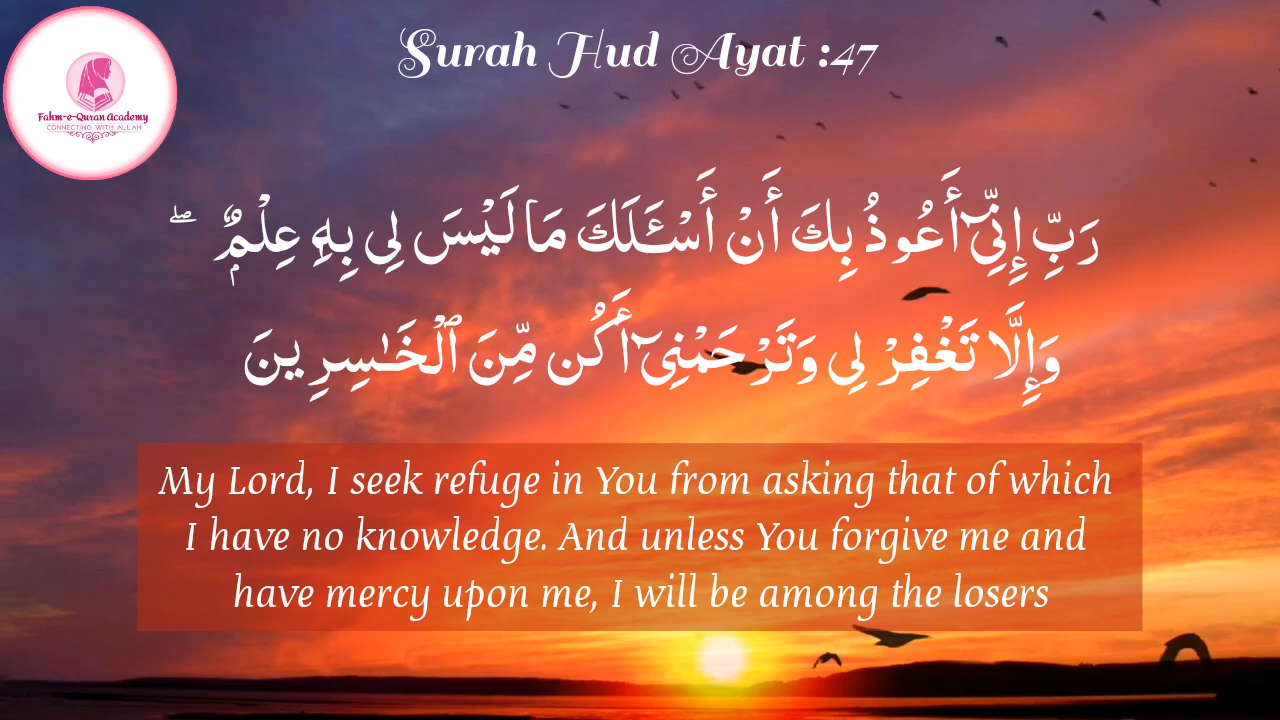 Surah Hud Ayat :47
Fahm-e-Quran Academy
CONNECTING WITH ALLAH
رَبِّ إِنِّىٓ أَعُوذُ بِكَ أَنْ أَسْـَٔلَكَ مَا لَيْسَ لِى بِهِۦ عِلْمٌۭ ۖ
وَإِلَّا تَغْفِرْ لِى وَتَرْحَمْنِىٓ أَكُن مِّنَ ٱلْخَـٰسِرِينَ
My Lord, I seek refuge in You from asking that of which
I have no knowledge. And unless You forgive me and
have mercy upon me, I will be among the losers